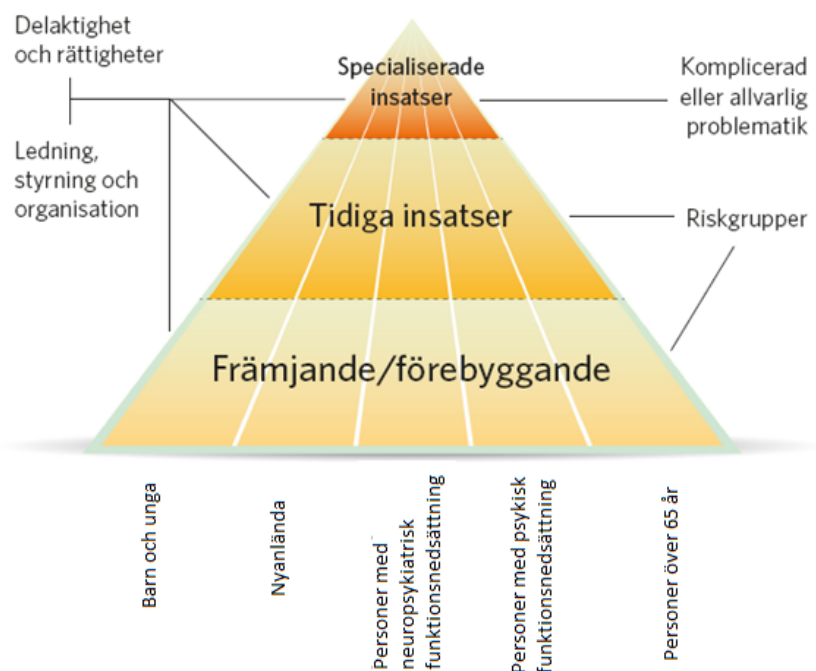 Delaktighet
och rättigheter
Ledning,
styrning och
organisation
Specialiserade
insatser
Komplicerad
eller allvarlig
problematik
Tidiga insatser
Riskgrupper
Främjande/förebyggande
Barn och unga
Nyanlända
Personer med
neuropsykiatrisk
funktionsnedsättning
Personer med psykisk
funktionsnedsättning
Personer över 65 år